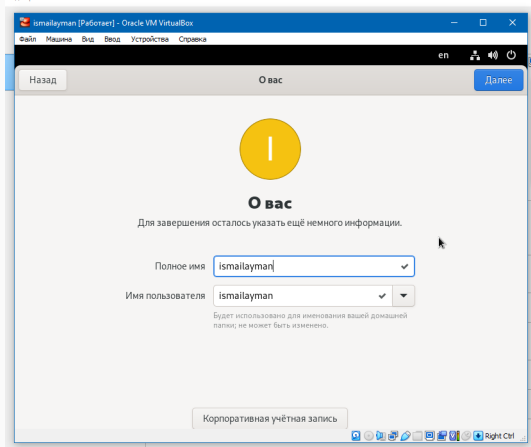 ismailayman [Работает] - Oracle VM VirtualBox
Файл Машина Вид Ввод Устройства Справка
en
Назад
О вас
Далее
I
О вас
Для завершения осталось указать ещё немного информации.
Полное имя ismailayman
Имя пользователя ismailayman
Будет использовано для именования вашей домашней
папки; не может быть изменено.
Корпоративная учётная запись
Right Ctrl